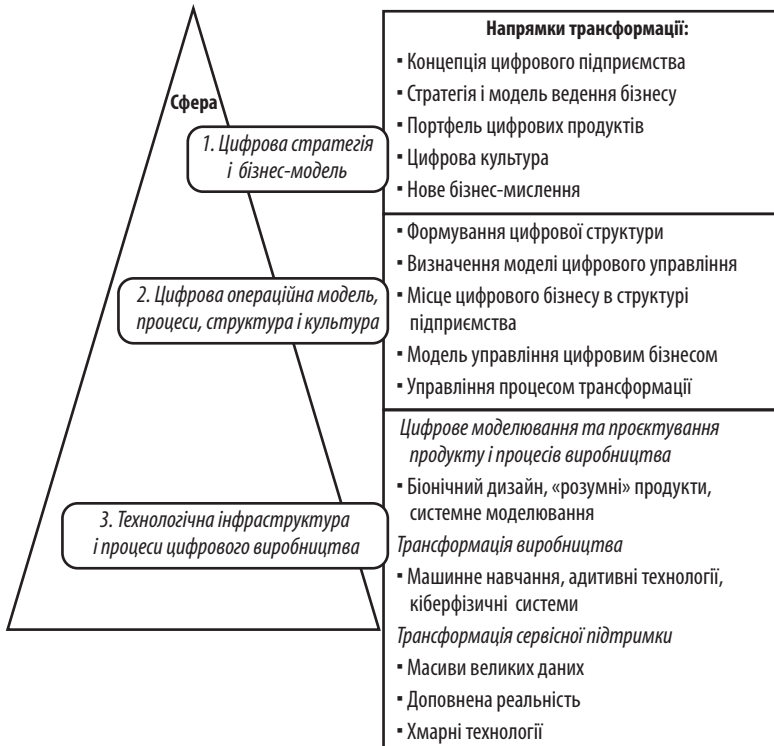 Сфера
1. Цифрова стратегія
і бізнес-модель
2. Цифрова операційна модель,
процеси, структура і культура
3. Технологічна інфраструктура
і процеси цифрового виробництва
Напрямки трансформації:
▪ Концепція цифрового підприємства
▪ Стратегія і модель ведення бізнесу
▪ Портфель цифрових продуктів
▪ Цифрова культура
▪ Нове бізнес-мислення
▪ Формування цифрової структури
▪ Визначення моделі цифрового управління
▪ Місце цифрового бізнесу в структурі
підприємства
▪ Модель управління цифровим бізнесом
▪ Управління процесом трансформації
Цифрове моделювання та проєктування
продукту і процесів виробництва
▪ Біонічний дизайн, «розумні» продукти,
системне моделювання
Трансформація виробництва
▪ Машинне навчання, адитивні технології,
кіберфізичні системи
Трансформація сервісної підтримки
▪ Масиви великих даних
▪ Доповнена реальність
▪ Хмарні технології